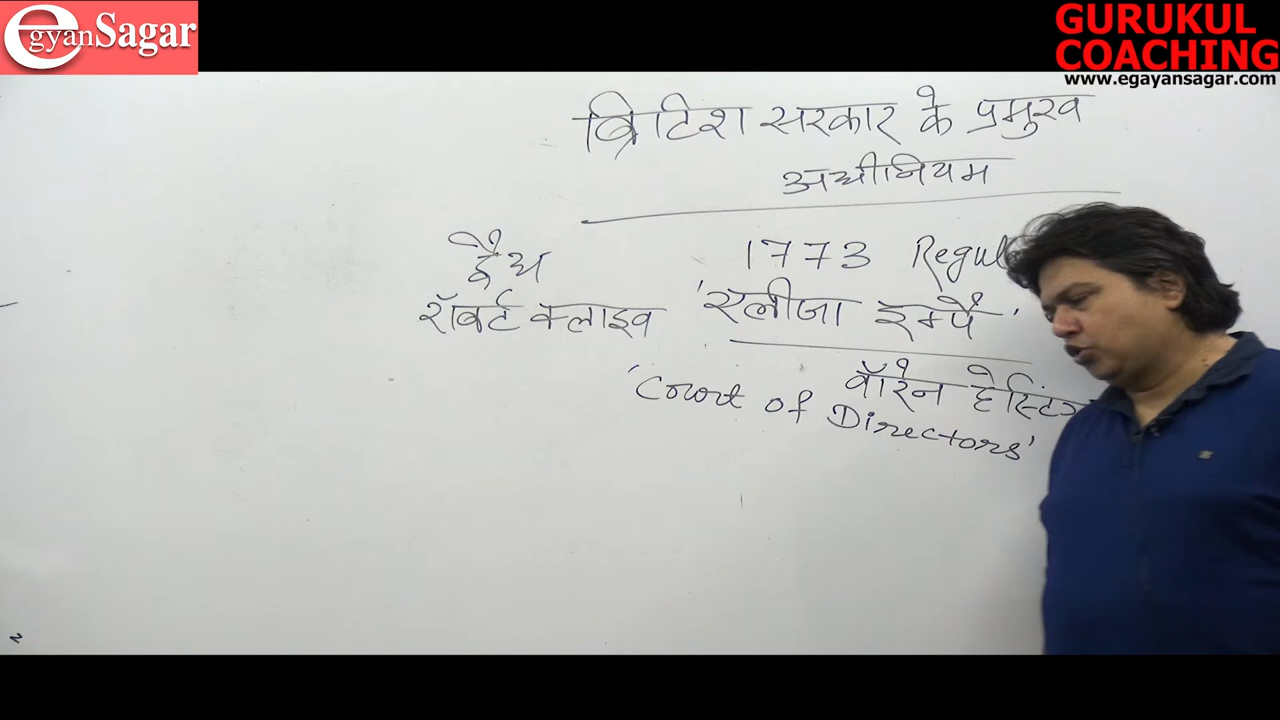 egyanSagar
GURUKUL
COACHING
www.egayansagar.com
ब्रिटिश सरकार के प्रमुख
अधीनियम
द्वैध
1773 Regul
रॉबर्ट क्लाइव
'एलीजा इम्पै'
वॉरेन हेस्टिंग
'Court of Directors'